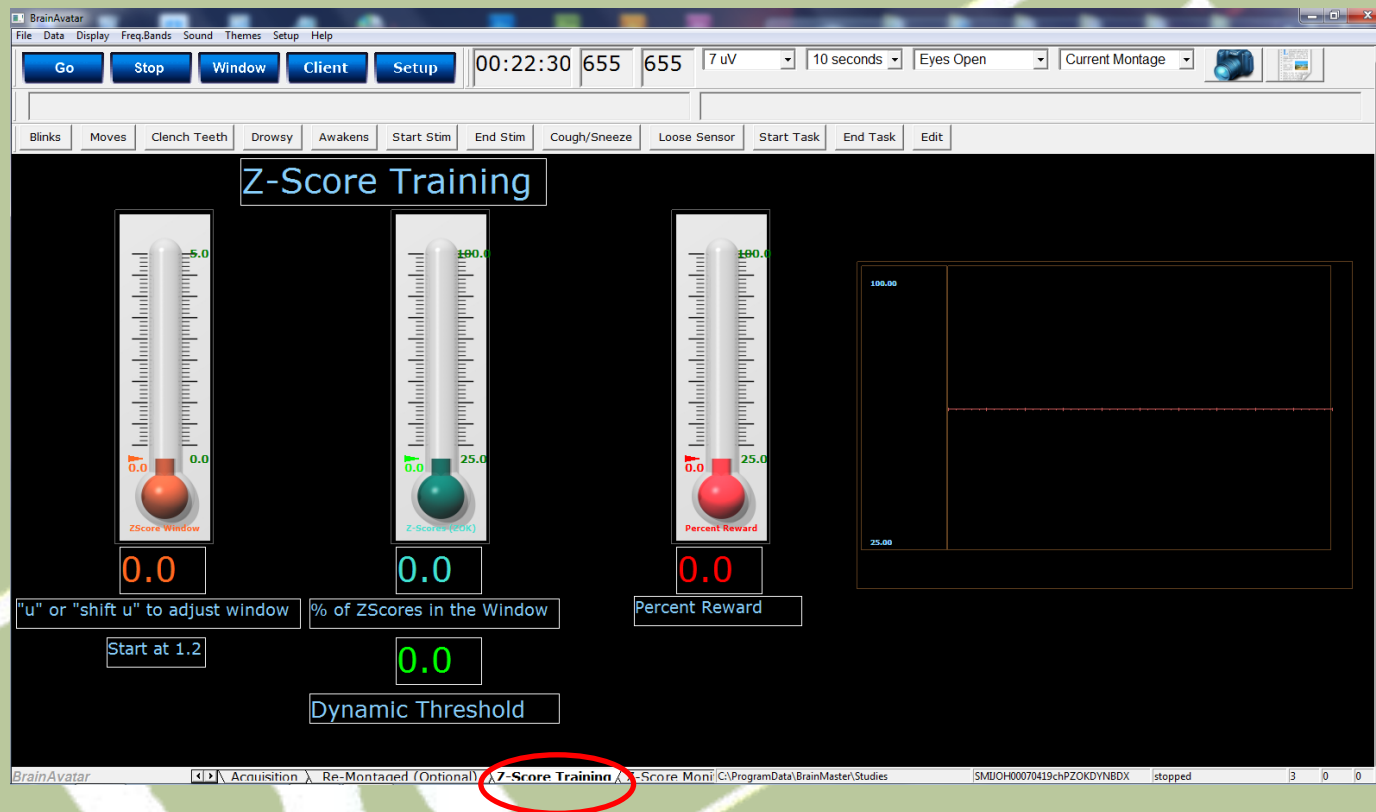 BrainAvatar
File Data Display Freq.Bands Sound Themes Setup Help
Go Stop Window Client Setup 00:22:30 655 655 7 uV 10 seconds Eyes Open Current Montage
Blinks Moves Clench Teeth Drowsy Awakens Start Stim End Stim Cough/Sneeze Loose Sensor Start Task End Task Edit
Z-Score Training
5.0 100.0 100.0
100.00
0.0 0.0 0.0 25.0 0.0 25.0
ZScore Window Z-Scores (ZOK) Percent Reward
25.00
0.0 0.0 0.0
"u" or "shift u" to adjust window % of ZScores in the Window Percent Reward
Start at 1.2 0.0
Dynamic Threshold
BrainAvatar Acquisition Re-Montaged (Optional) Z-Score Training Z-Score Moni C:\ProgramData\BrainMaster\Studies SMIJOH00070419chPZOKDYNBDX stopped 3 0 0